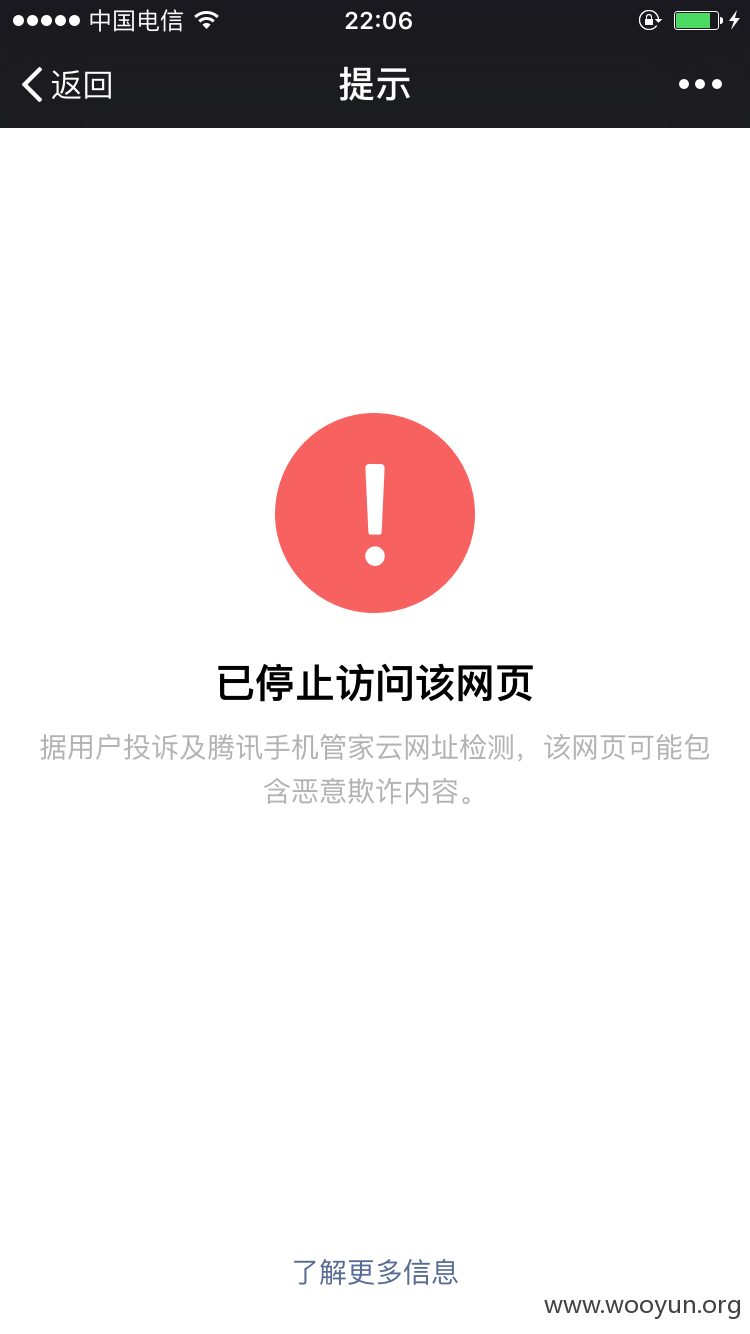 中国电信 22:06
返回 提示
!
已停止访问该网页
据用户投诉及腾讯手机管家云网址检测，该网页可能包
含恶意欺诈内容。
了解更多信息
www.wooyun.org